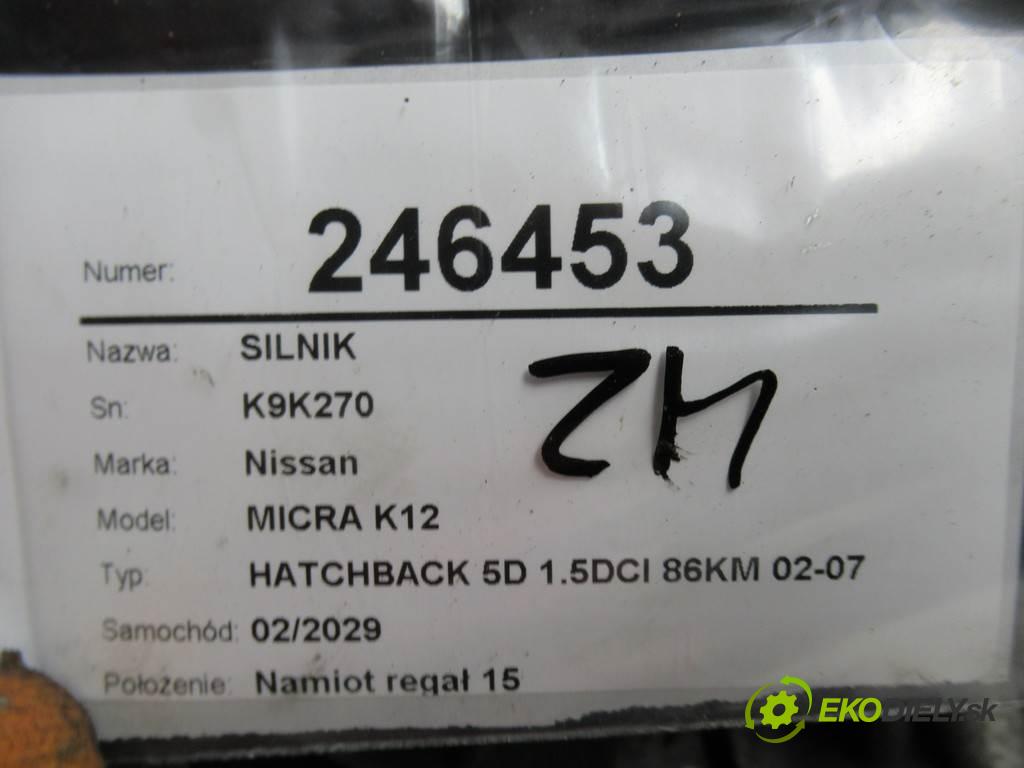 Numer: 246453
Nazwa: SILNIK
Sn: K9K270
Marka: Nissan
Model: MICRA K12
Typ: HATCHBACK 5D 1.5DCI 86KM 02-07
Samochód: 02/2029
Położenie: Namiot regał 15
EKODIELY.sk